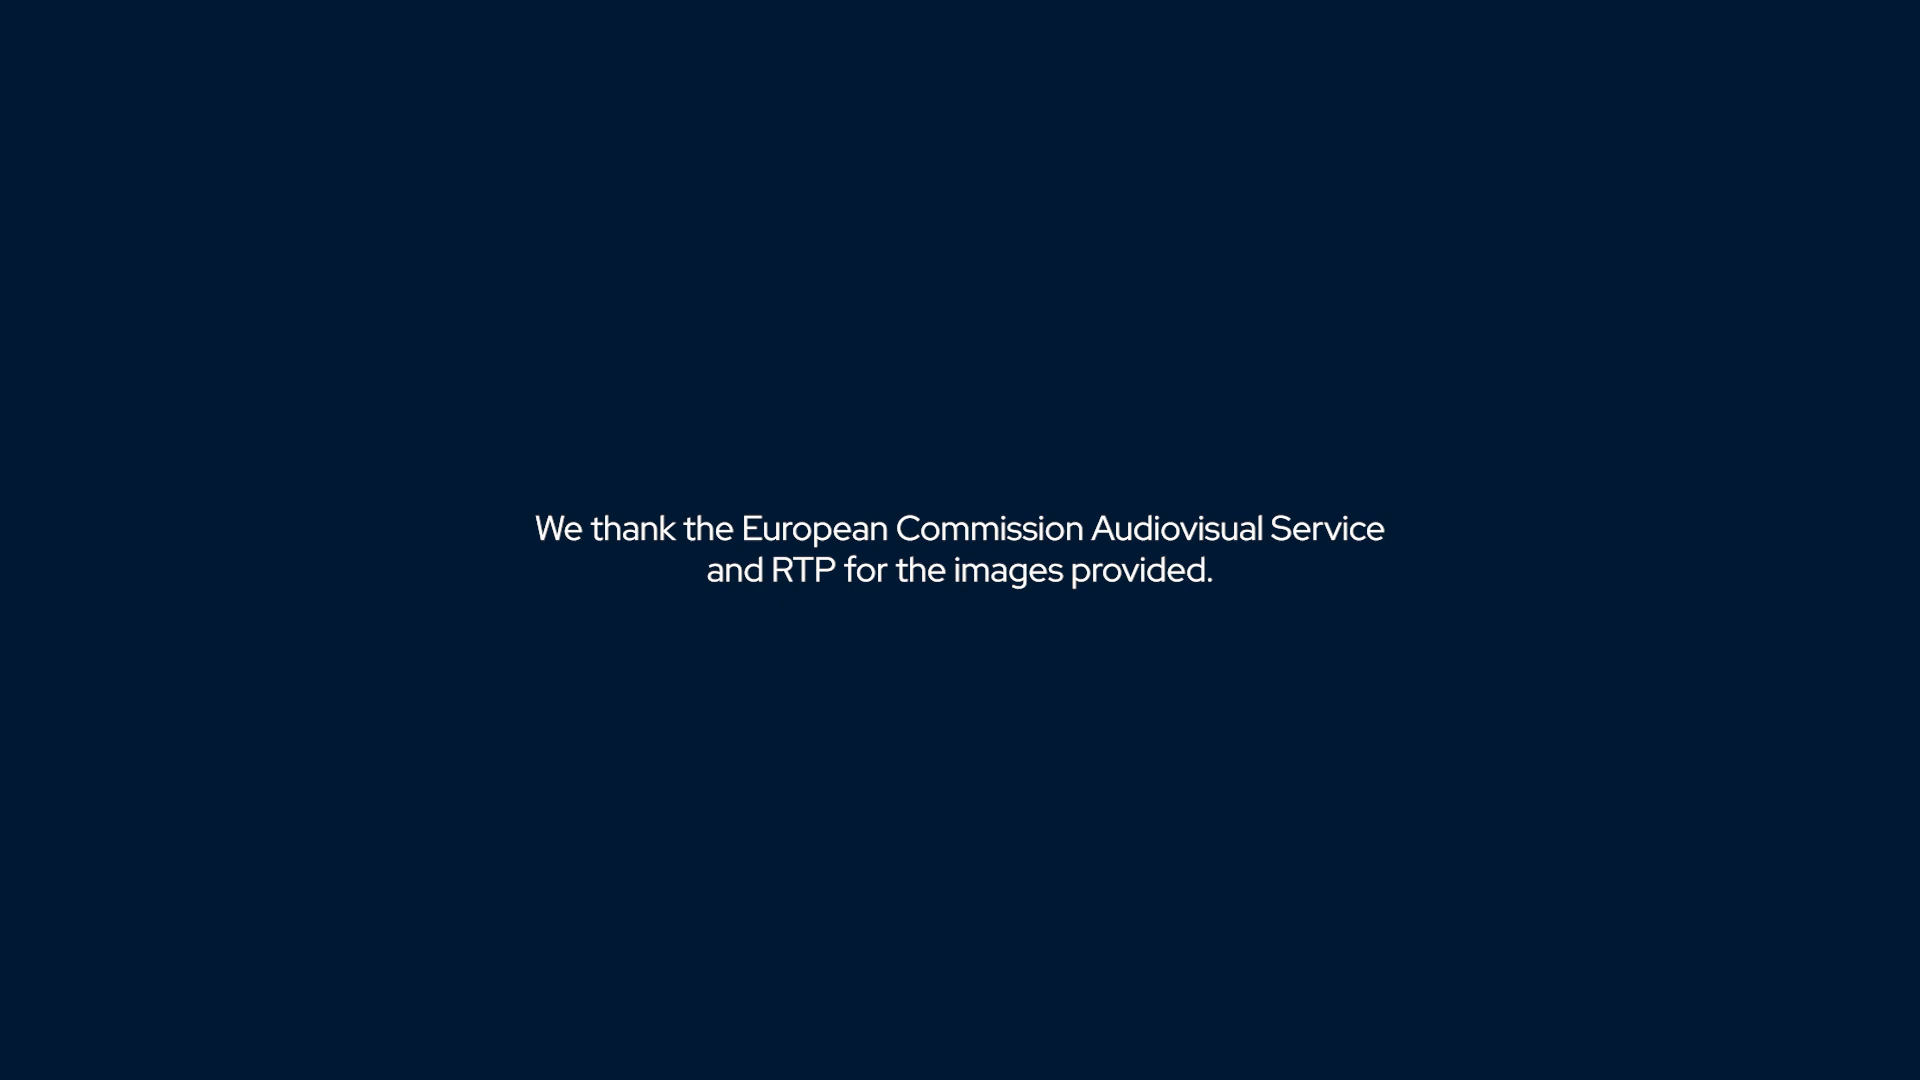 We thank the European Commission Audiovisual Service
and RTP for the images provided.